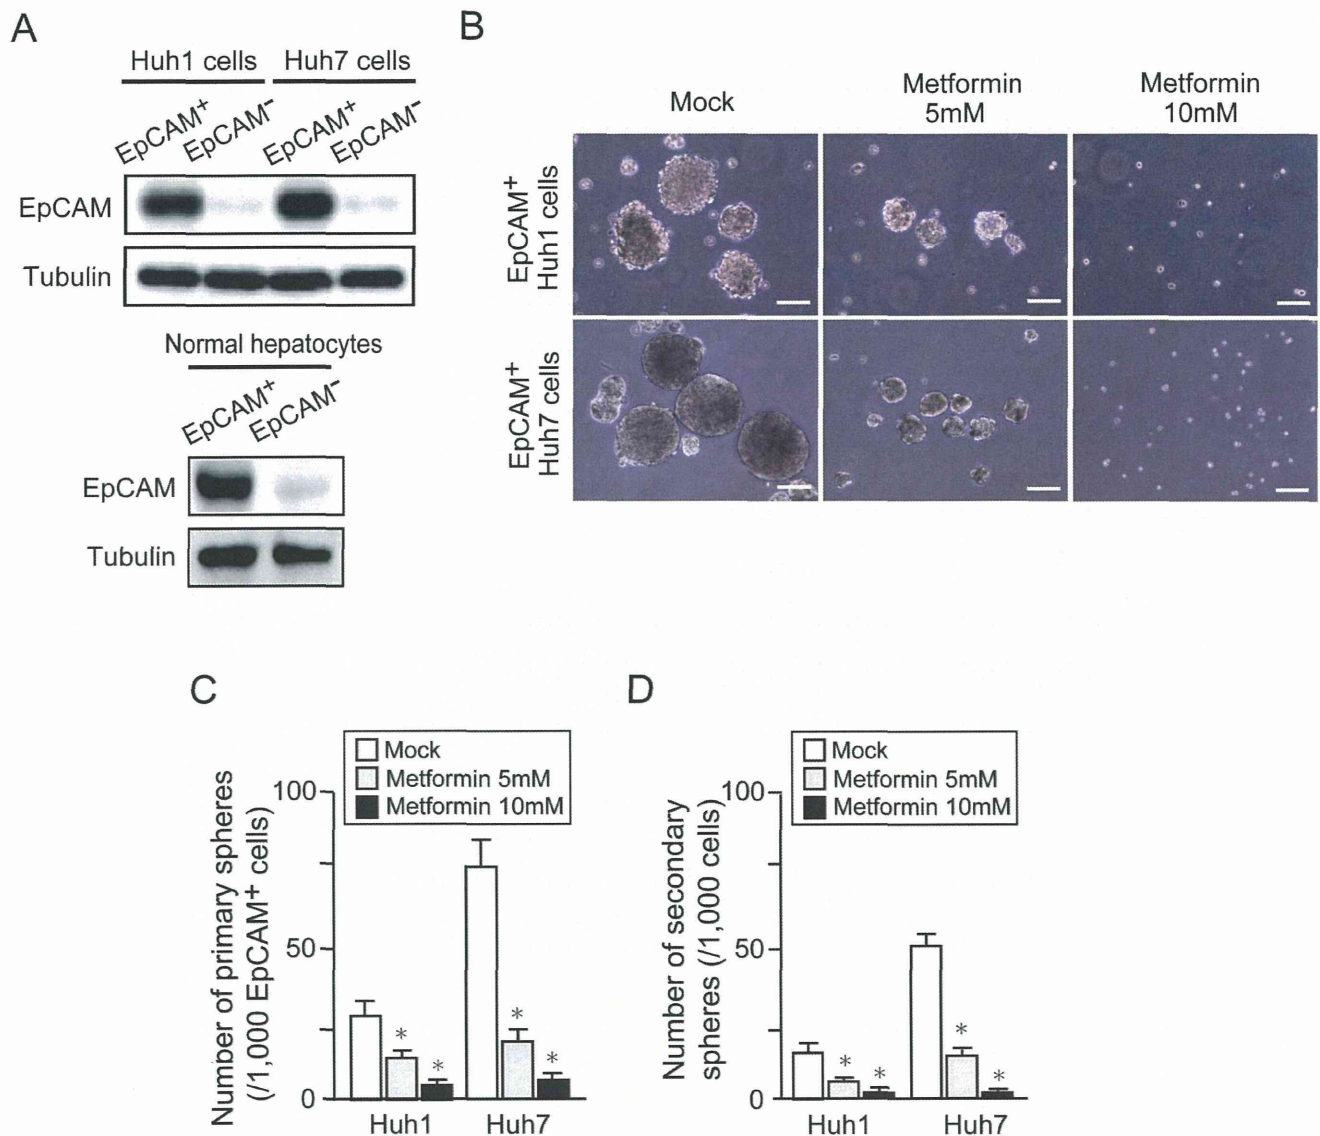 A
Huh1 cells Huh7 cells
EpCAM+ EpCAM- EpCAM+ EpCAM-
EpCAM
Tubulin
Normal hepatocytes
EpCAM+ EpCAM-
EpCAM
Tubulin
B
Mock
Metformin
5mM
Metformin
10mM
EpCAM+
Huh1 cells
EpCAM+
Huh7 cells
C
Number of primary spheres
(/1,000 EpCAM+ cells)
Mock
Metformin 5mM
Metformin 10mM
100
50
0
* * * *
Huh1 Huh7
D
Number of secondary
spheres (/1,000 cells)
Mock
Metformin 5mM
Metformin 10mM
100
50
0
* * * *
Huh1 Huh7